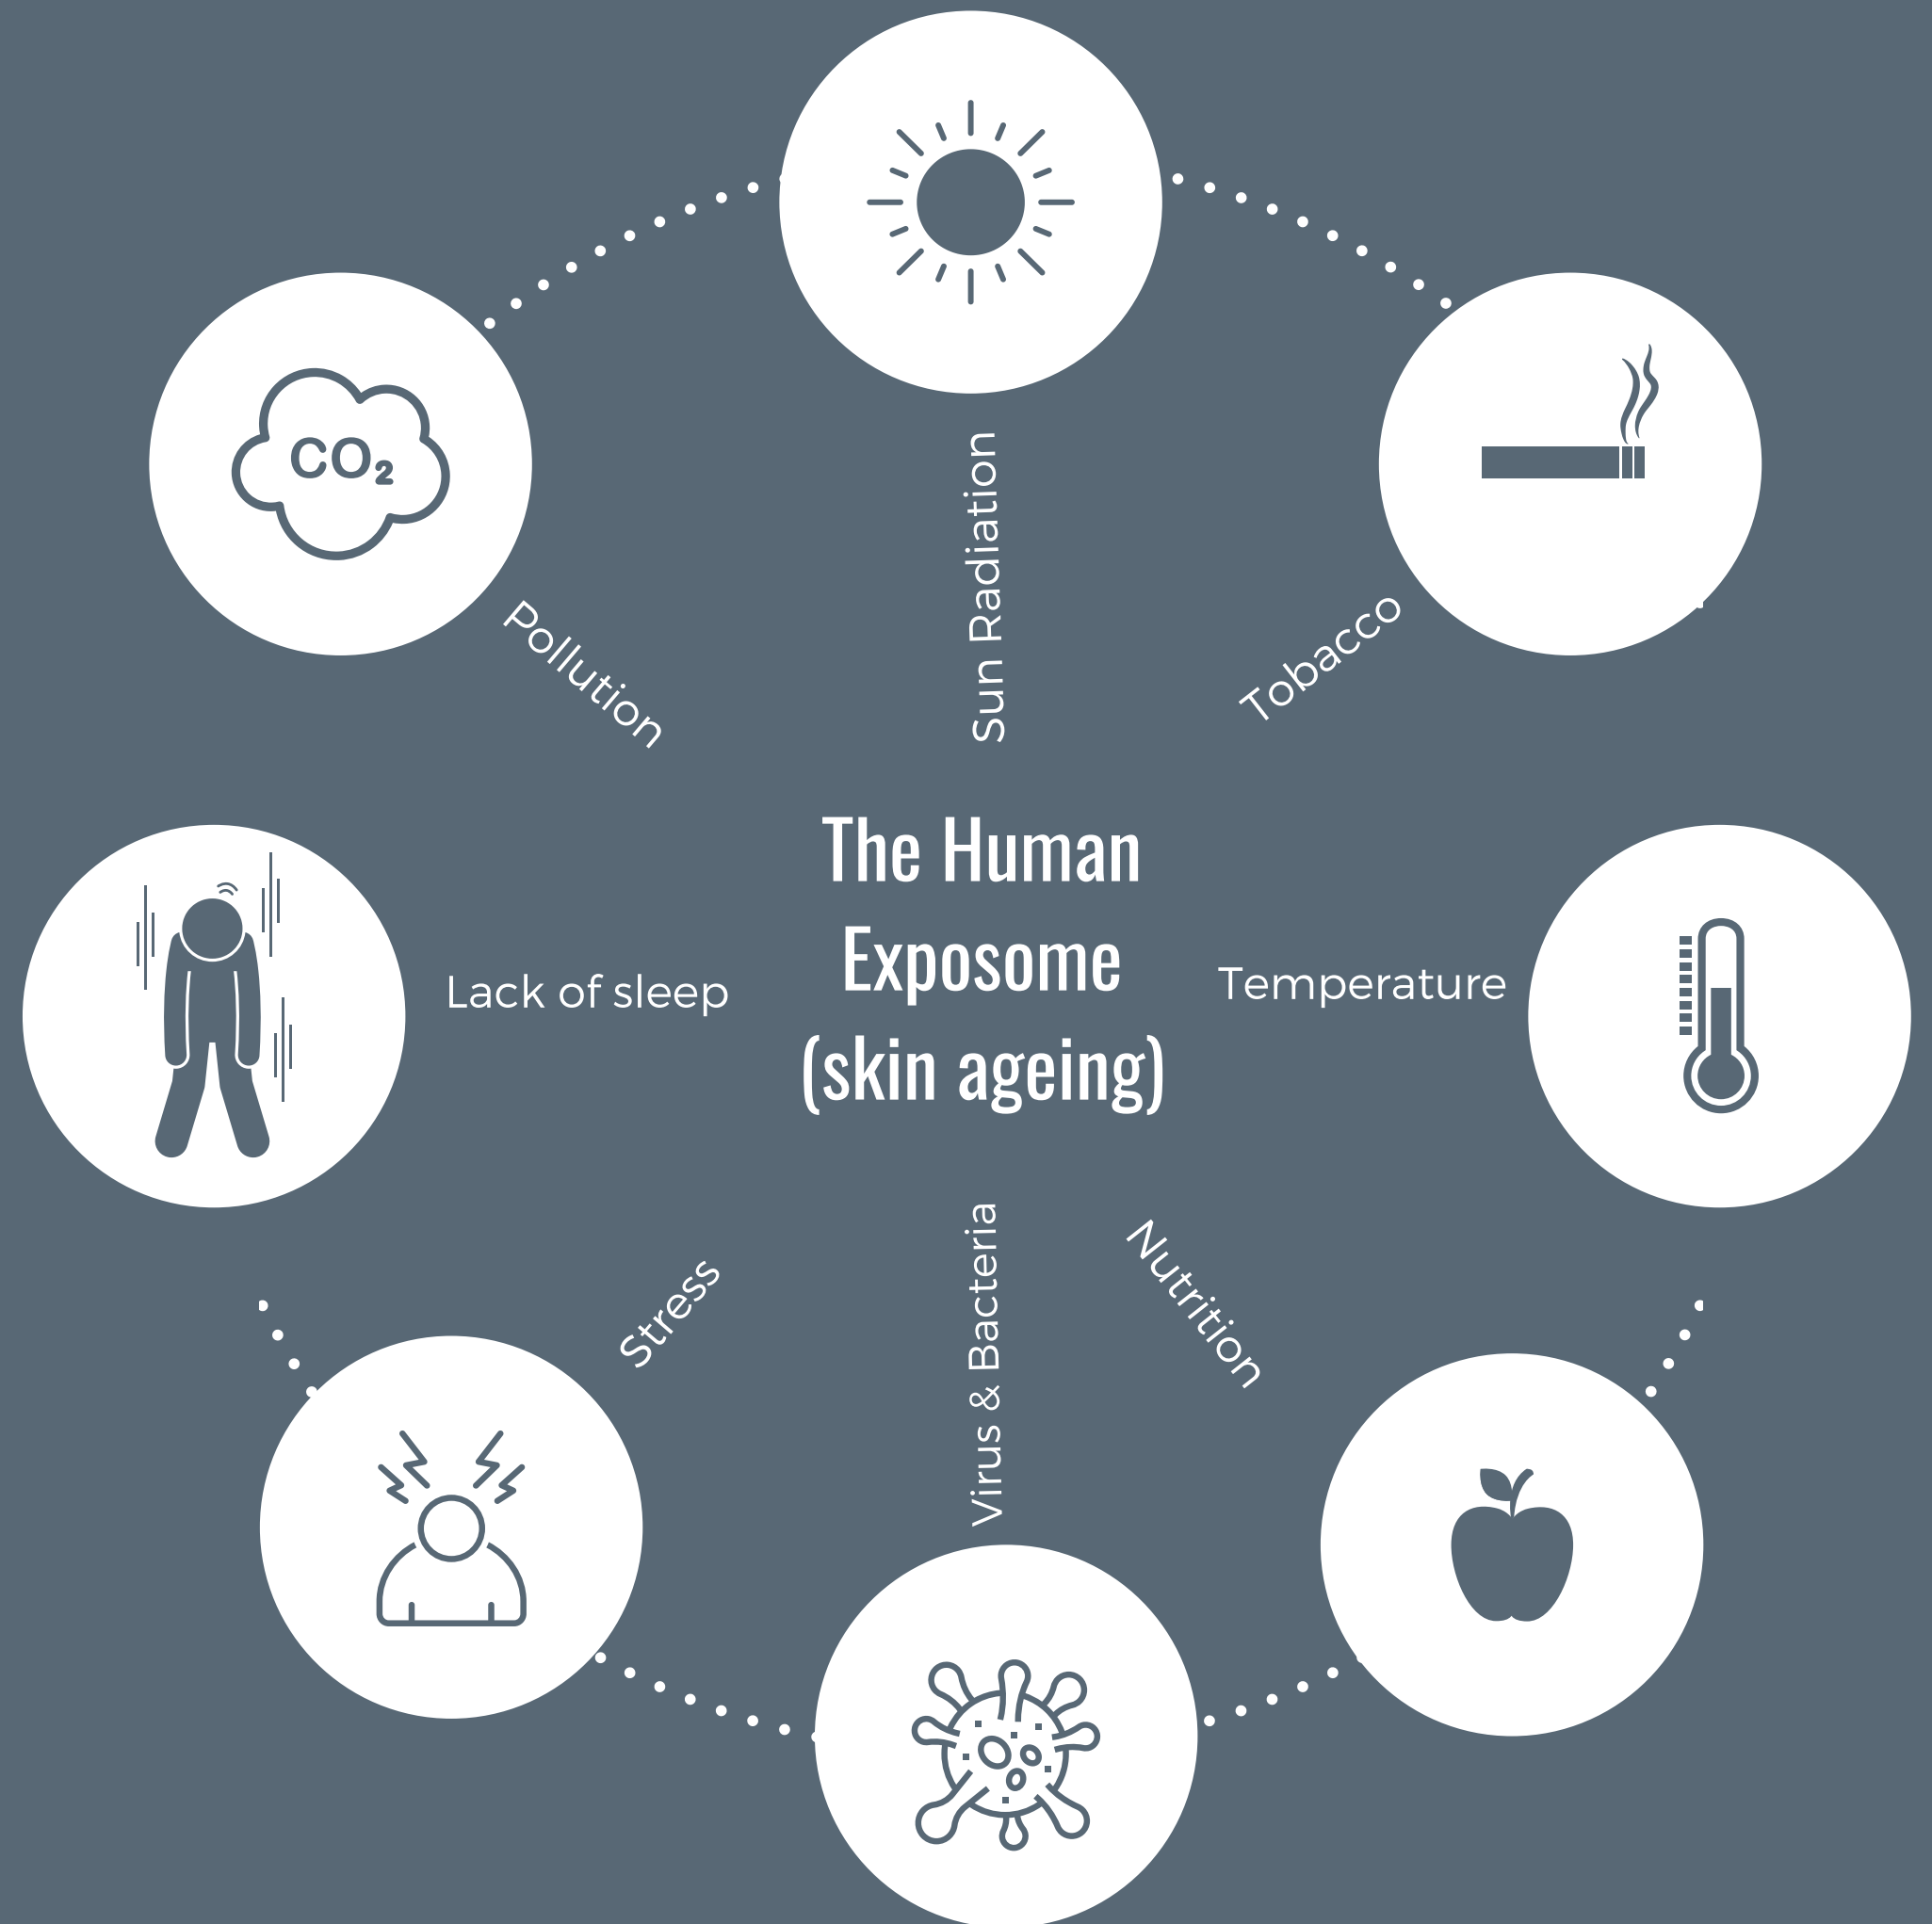 CO₂
Sun Radiation
Pollution
Tobacco
The Human
Exposome
(skin ageing)
Lack of sleep
Temperature
Stress
Virus & Bacteria
Nutrition